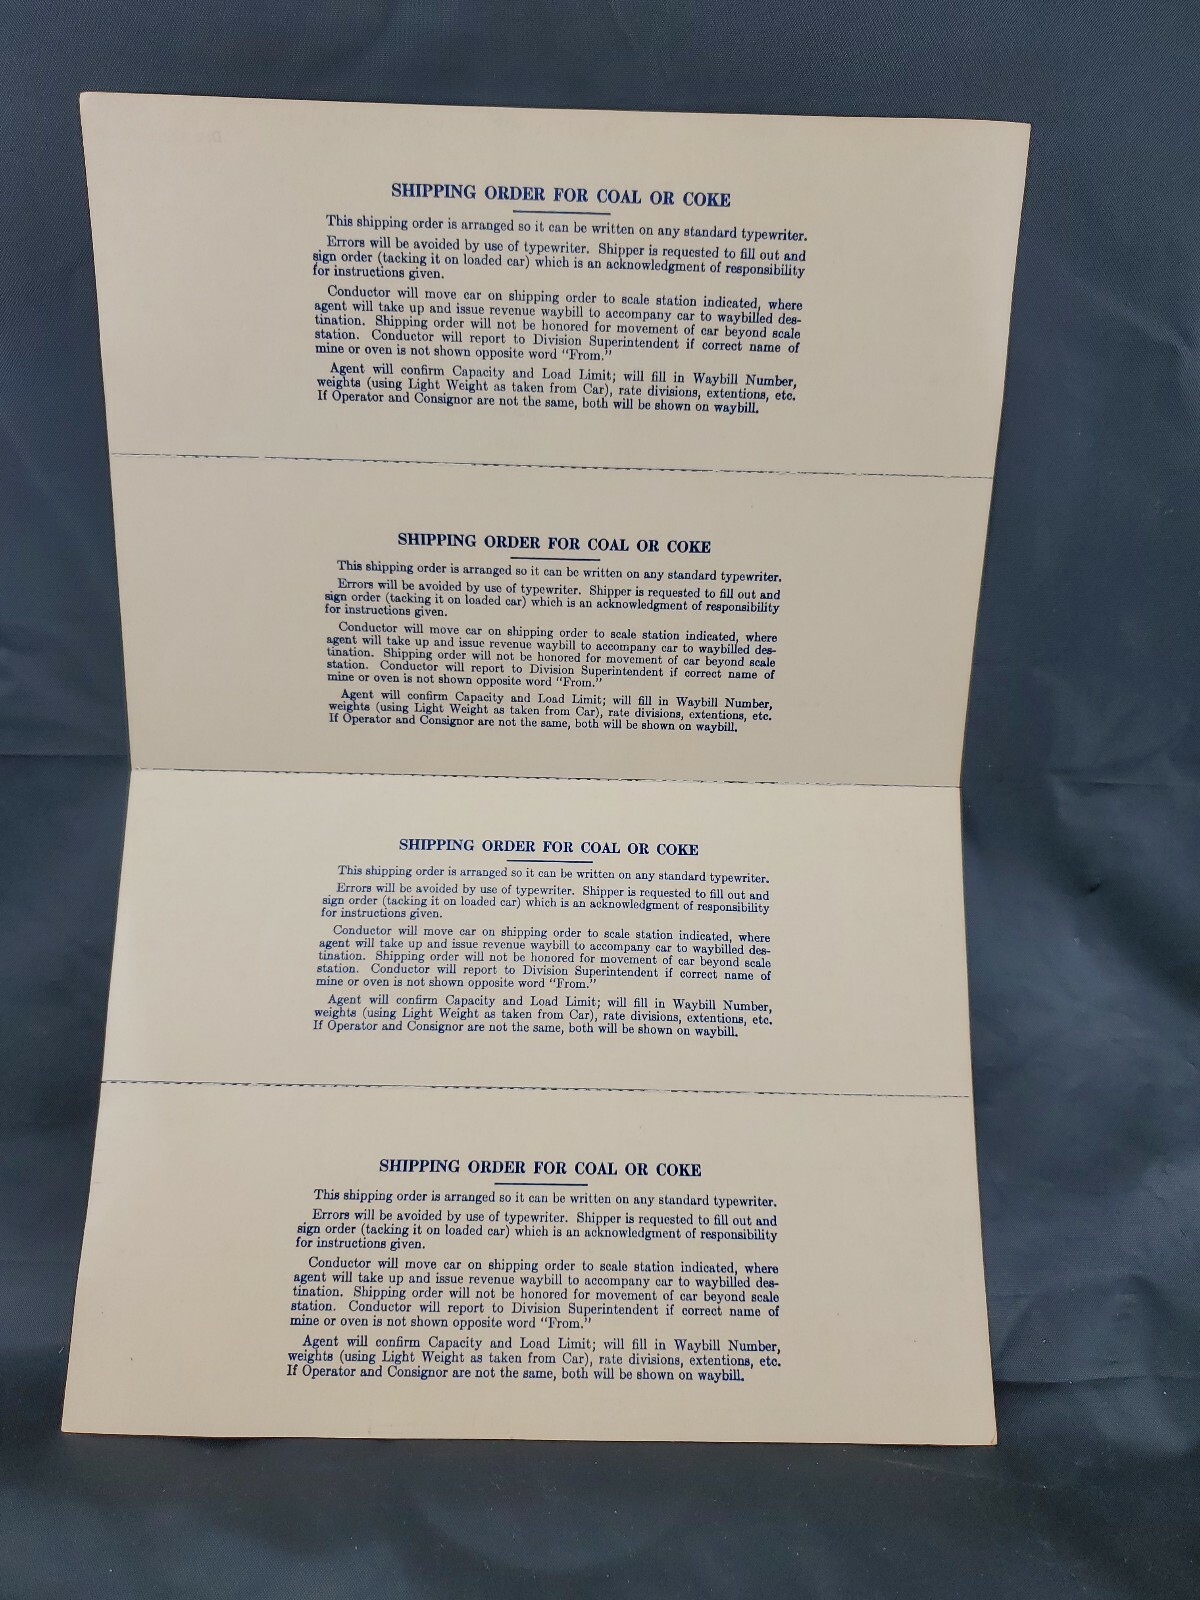 SHIPPING ORDER FOR COAL OR COKE
This shipping order is arranged so it can be written on any standard typewriter.
Errors will be avoided by use of typewriter. Shipper is requested to fill out and
sign order (tacking it on loaded car) which is an acknowledgment of responsibility
for instructions given.
Conductor will move car on shipping order to scale station indicated, where
agent will take up and issue revenue waybill to accompany car to waybilled des-
tination. Shipping order will not be honored for movement of car beyond scale
station. Conductor will report to Division Superintendent if correct name of
mine or oven is not shown opposite word "From."
Agent will confirm Capacity and Load Limit; will fill in Waybill Number,
weights (using Light Weight as taken from Car), rate divisions, extentions, etc.
If Operator and Consignor are not the same, both will be shown on waybill.
SHIPPING ORDER FOR COAL OR COKE
This shipping order is arranged so it can be written on any standard typewriter.
Errors will be avoided by use of typewriter. Shipper is requested to fill out and
sign order (tacking it on loaded car) which is an acknowledgment of responsibility
for instructions given.
Conductor will move car on shipping order to scale station indicated, where
agent will take up and issue revenue waybill to accompany car to waybilled des-
tination. Shipping order will not be honored for movement of car beyond scale
station. Conductor will report to Division Superintendent if correct name of
mine or oven is not shown opposite word "From."
Agent will confirm Capacity and Load Limit; will fill in Waybill Number,
weights (using Light Weight as taken from Car), rate divisions, extentions, etc.
If Operator and Consignor are not the same, both will be shown on waybill.
SHIPPING ORDER FOR COAL OR COKE
This shipping order is arranged so it can be written on any standard typewriter.
Errors will be avoided by use of typewriter. Shipper is requested to fill out and
sign order (tacking it on loaded car) which is an acknowledgment of responsibility
for instructions given.
Conductor will move car on shipping order to scale station indicated, where
agent will take up and issue revenue waybill to accompany car to waybilled des-
tination. Shipping order will not be honored for movement of car beyond scale
station. Conductor will report to Division Superintendent if correct name of
mine or oven is not shown opposite word "From."
Agent will confirm Capacity and Load Limit; will fill in Waybill Number,
weights (using Light Weight as taken from Car), rate divisions, extentions, etc.
If Operator and Consignor are not the same, both will be shown on waybill.
SHIPPING ORDER FOR COAL OR COKE
This shipping order is arranged so it can be written on any standard typewriter.
Errors will be avoided by use of typewriter. Shipper is requested to fill out and
sign order (tacking it on loaded car) which is an acknowledgment of responsibility
for instructions given.
Conductor will move car on shipping order to scale station indicated, where
agent will take up and issue revenue waybill to accompany car to waybilled des-
tination. Shipping order will not be honored for movement of car beyond scale
station. Conductor will report to Division Superintendent if correct name of
mine or oven is not shown opposite word "From."
Agent will confirm Capacity and Load Limit; will fill in Waybill Number,
weights (using Light Weight as taken from Car), rate divisions, extentions, etc.
If Operator and Consignor are not the same, both will be shown on waybill.